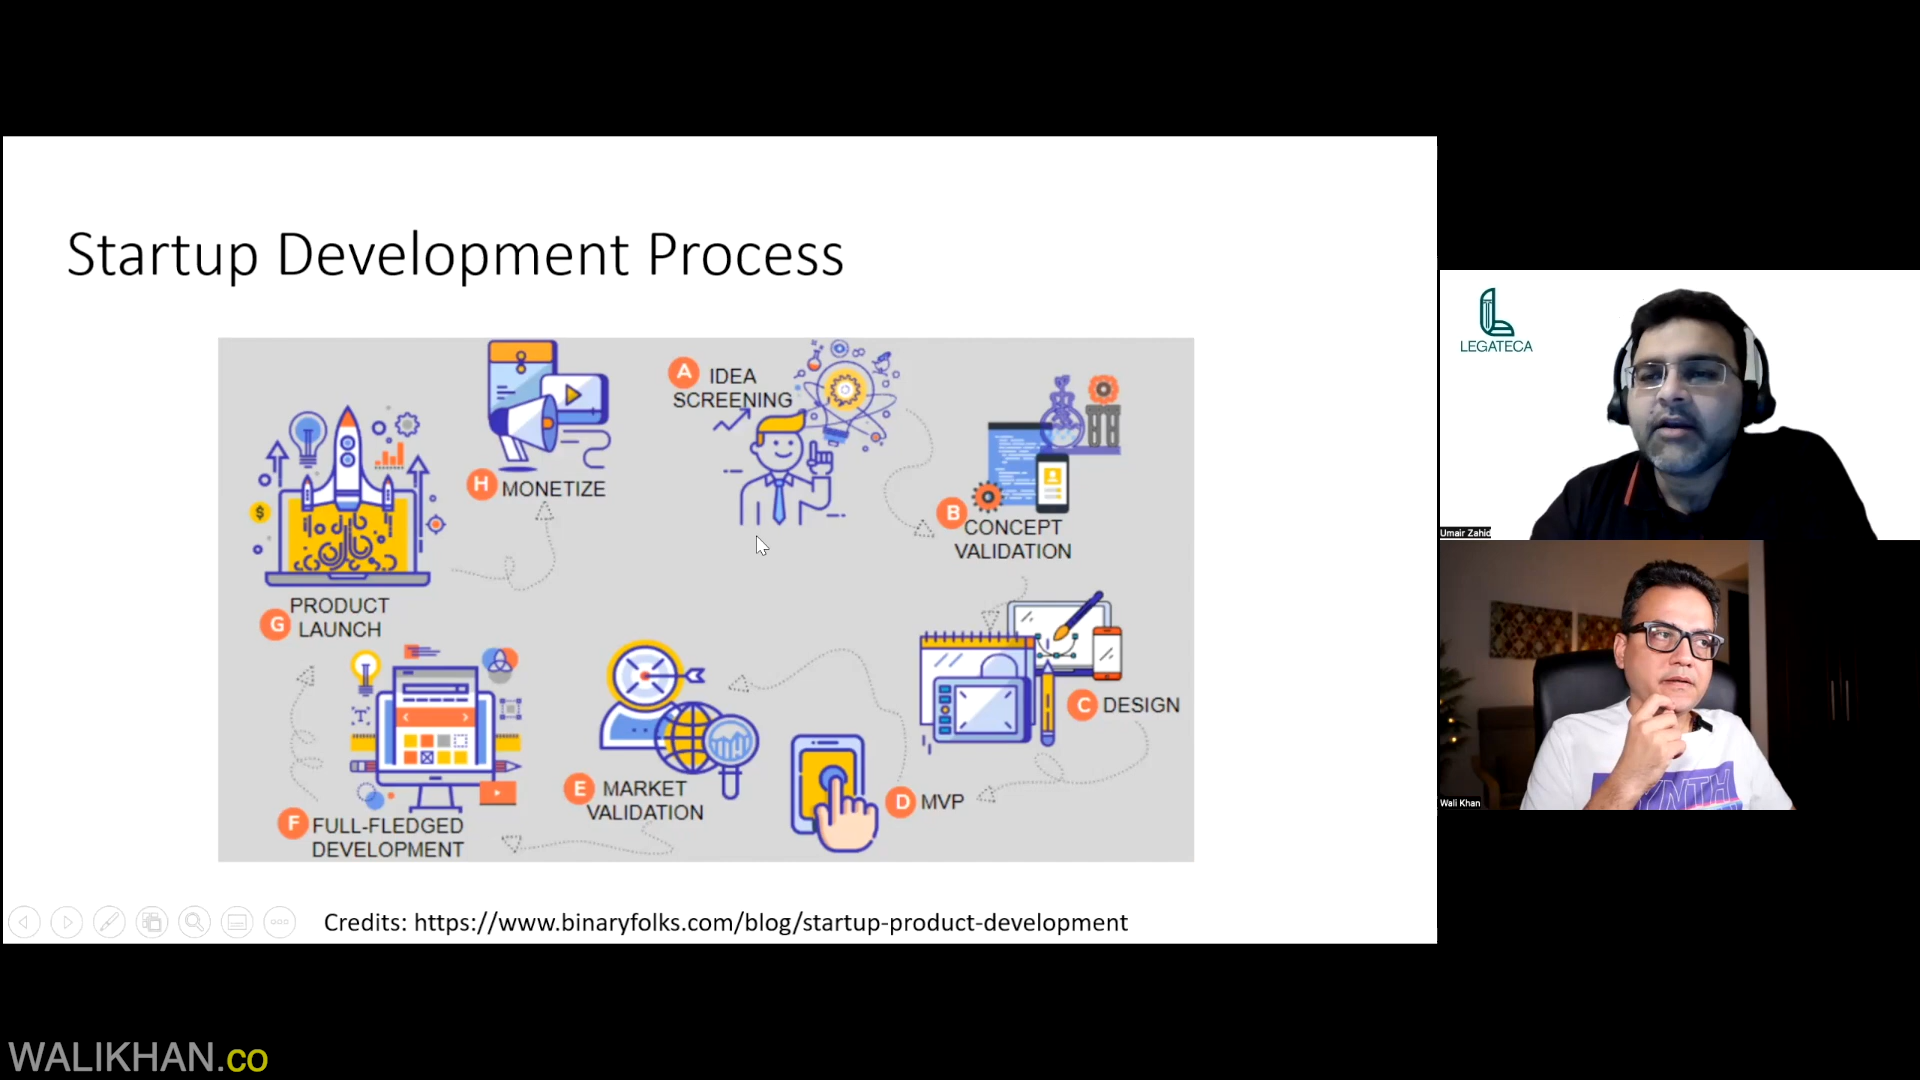 Startup Development Process
A IDEA
SCREENING
B CONCEPT
VALIDATION
C DESIGN
D MVP
E MARKET
VALIDATION
F FULL-FLEDGED
DEVELOPMENT
G PRODUCT
LAUNCH
H MONETIZE
Credits: https://www.binaryfolks.com/blog/startup-product-development
LEGATECA
Umair Zahid
Wali Khan
WALIKHAN.co